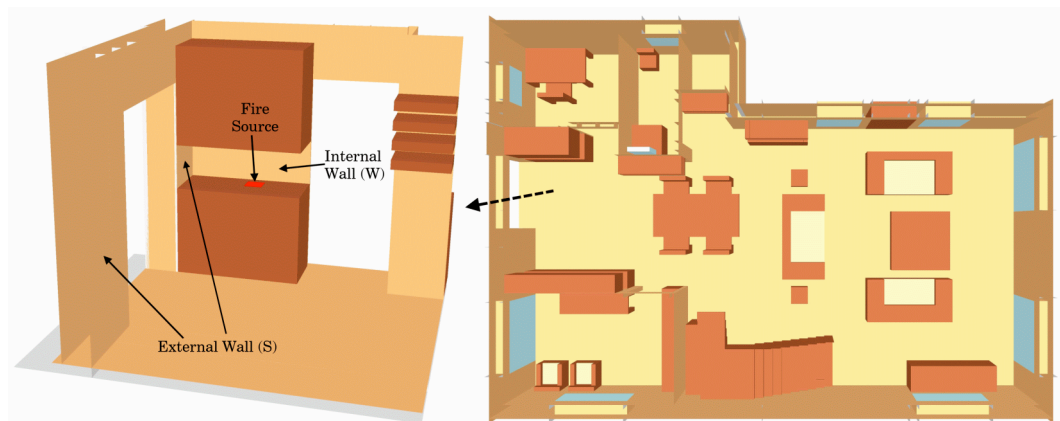 Fire
Source
Internal
Wall (W)
External Wall (S)